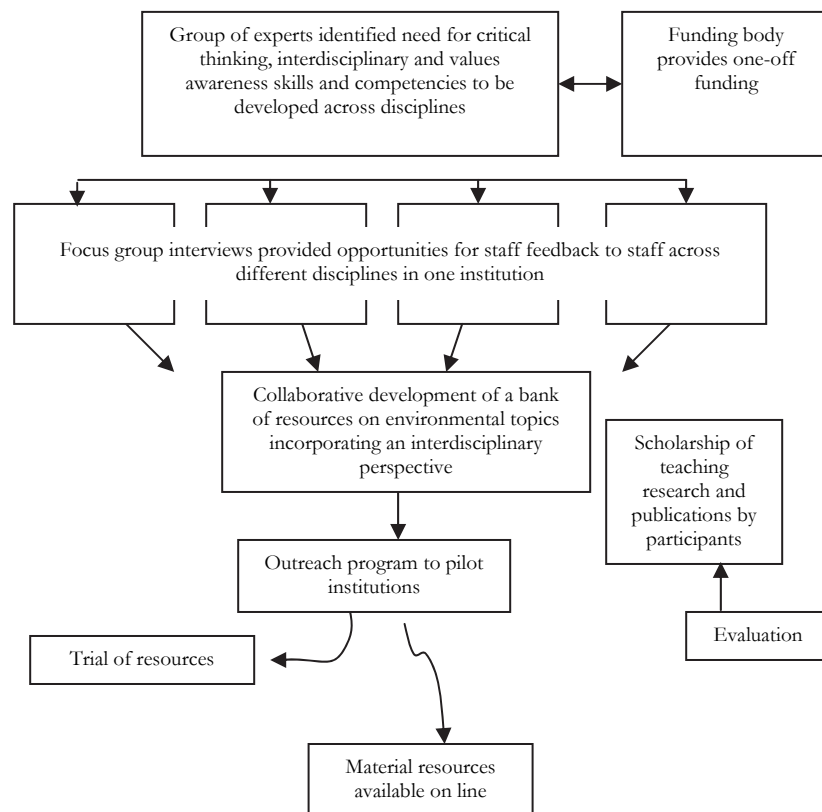 Group of experts identified need for critical
thinking, interdisciplinary and values
awareness skills and competencies to be
developed across disciplines
Funding body
provides one-off
funding
Focus group interviews provided opportunities for staff feedback to staff across
different disciplines in one institution
Collaborative development of a bank
of resources on environmental topics
incorporating an interdisciplinary
perspective
Scholarship of
teaching
research and
publications by
participants
Outreach program to pilot
institutions
Evaluation
Trial of resources
Material resources
available on line